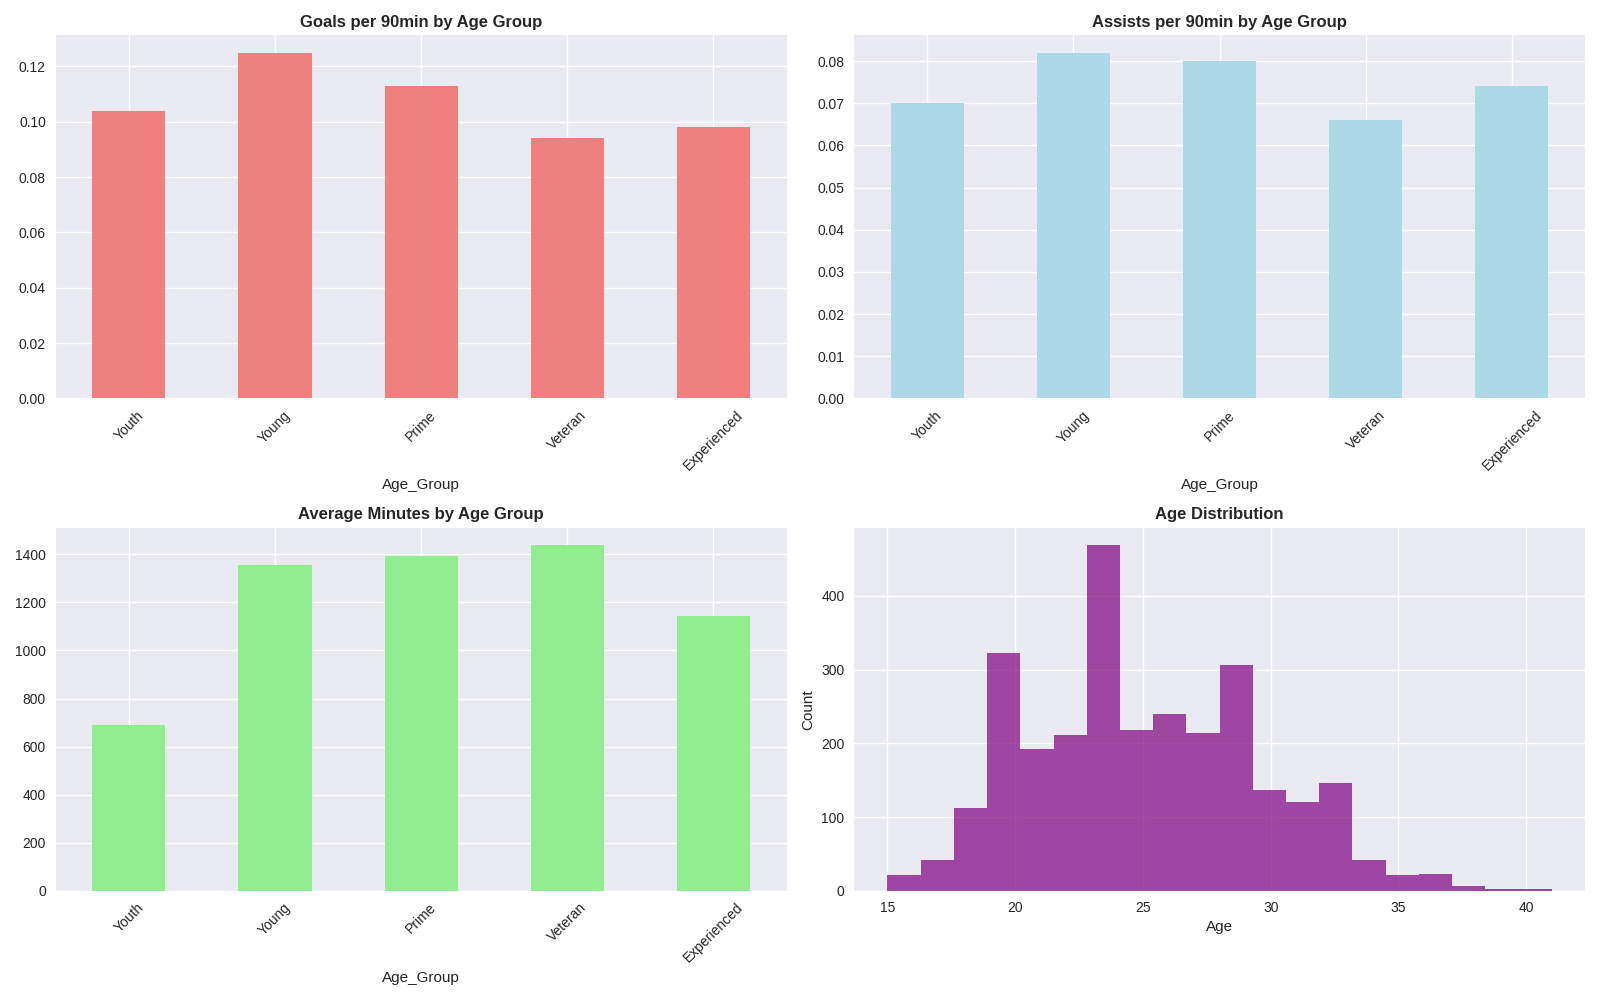 Goals per 90min by Age Group
0.12
0.10
0.08
0.06
0.04
0.02
0.00
Youth
Young
Prime
Veteran
Experienced
Age_Group
Assists per 90min by Age Group
0.08
0.07
0.06
0.05
0.04
0.03
0.02
0.01
0.00
Youth
Young
Prime
Veteran
Experienced
Age_Group
Average Minutes by Age Group
1400
1200
1000
800
600
400
200
0
Youth
Young
Prime
Veteran
Experienced
Age_Group
Age Distribution
Count
400
300
200
100
0
15
20
25
30
35
40
Age